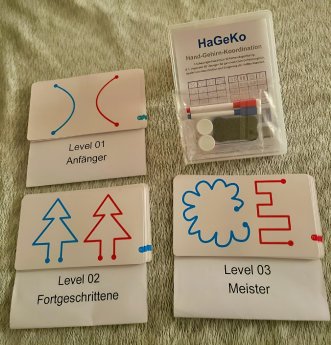 HaGeKo
Hand-Gehirn-Koordination
Level 01
Anfänger
Level 02
Fortgeschrittene
Level 03
Meister